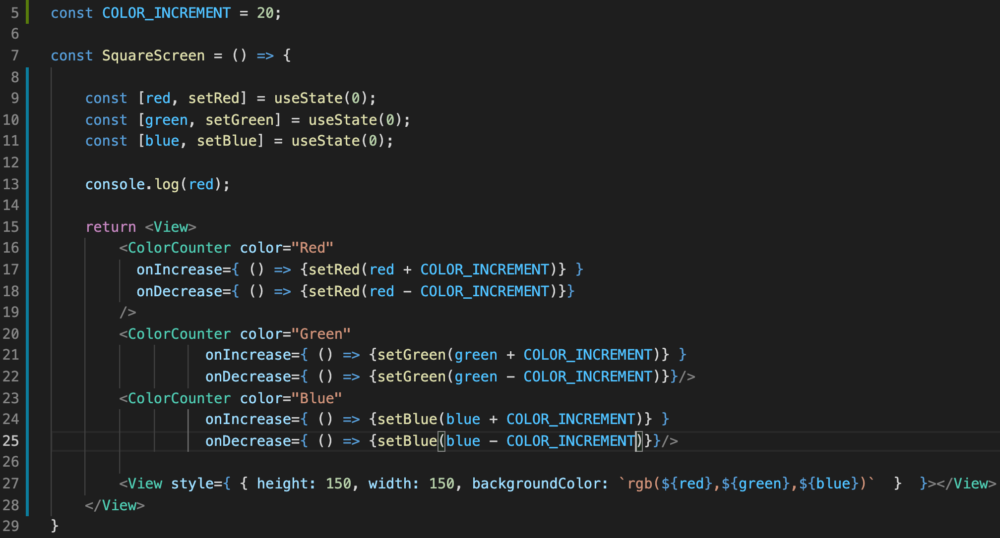 5 const COLOR_INCREMENT = 20;
6
7 const SquareScreen = () => {
8
9 const [red, setRed] = useState(0);
10 const [green, setGreen] = useState(0);
11 const [blue, setBlue] = useState(0);
12
13 console.log(red);
14
15 return <View>
16 <ColorCounter color="Red"
17 onIncrease={ () => {setRed(red + COLOR_INCREMENT)} }
18 onDecrease={ () => {setRed(red - COLOR_INCREMENT)}}
19 />
20 <ColorCounter color="Green"
21 onIncrease={ () => {setGreen(green + COLOR_INCREMENT)} }
22 onDecrease={ () => {setGreen(green - COLOR_INCREMENT)}}/>
23 <ColorCounter color="Blue"
24 onIncrease={ () => {setBlue(blue + COLOR_INCREMENT)} }
25 onDecrease={ () => {setBlue(blue - COLOR_INCREMENT)}}/>
26
27 <View style={ { height: 150, width: 150, backgroundColor: `rgb(${red},${green},${blue})`  }  }></View>
28 </View>
29 }